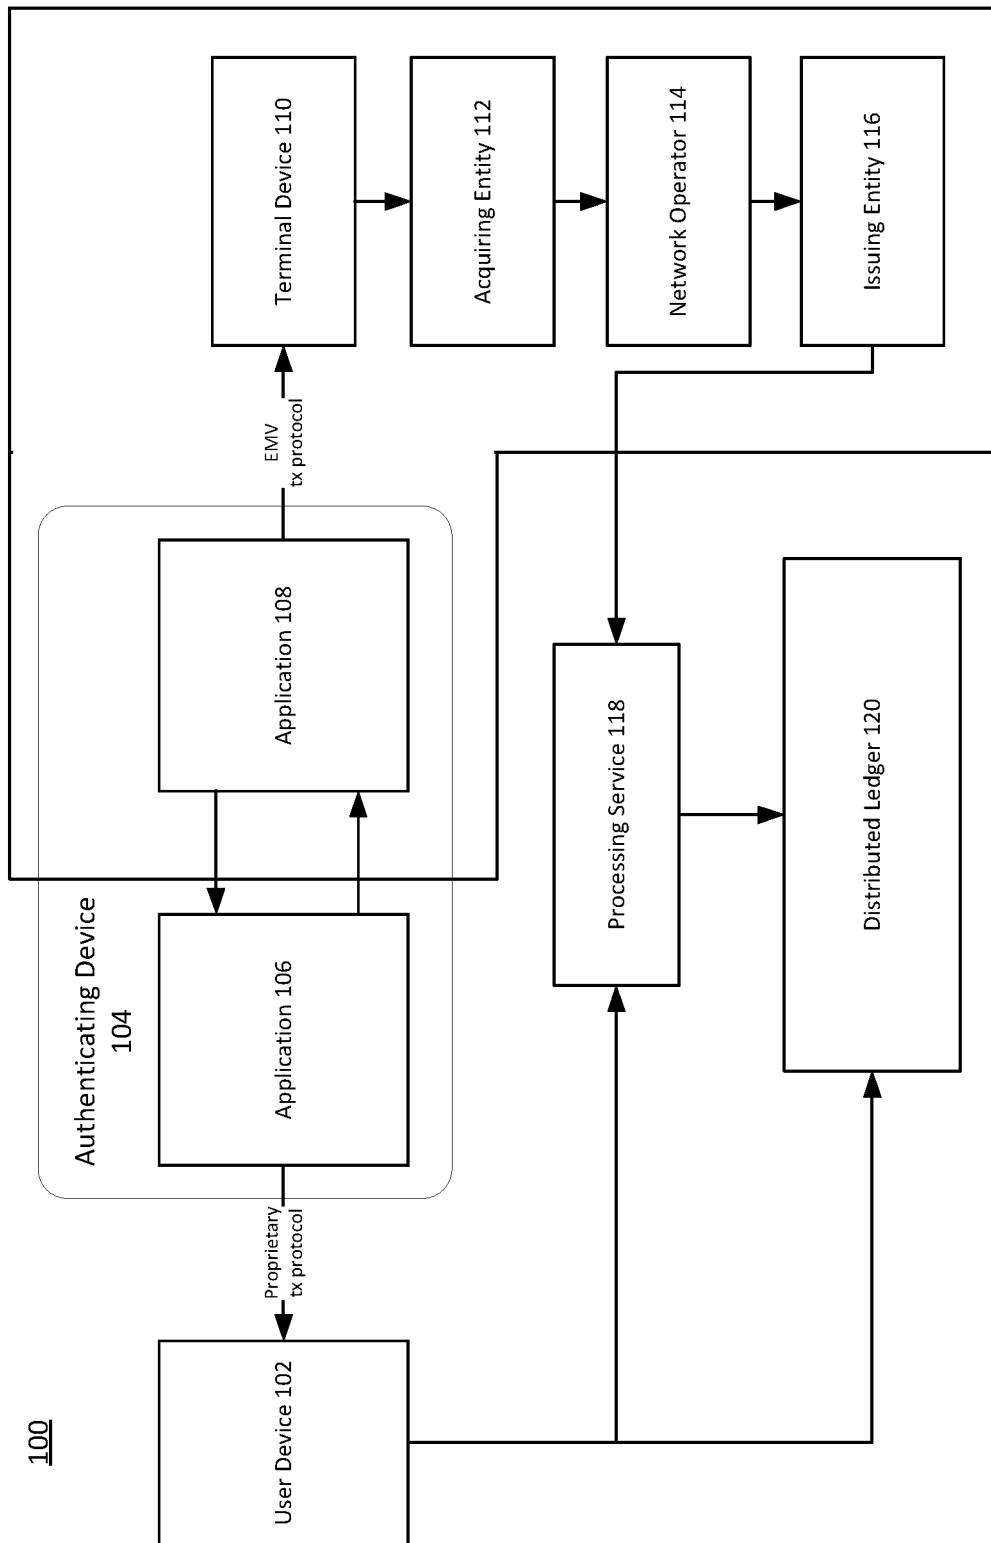 100
User Device 102
Proprietary
tx protocol
Authenticating Device
104
Application 106
Application 108
EMV
tx protocol
Terminal Device 110
Acquiring Entity 112
Network Operator 114
Issuing Entity 116
Processing Service 118
Distributed Ledger 120